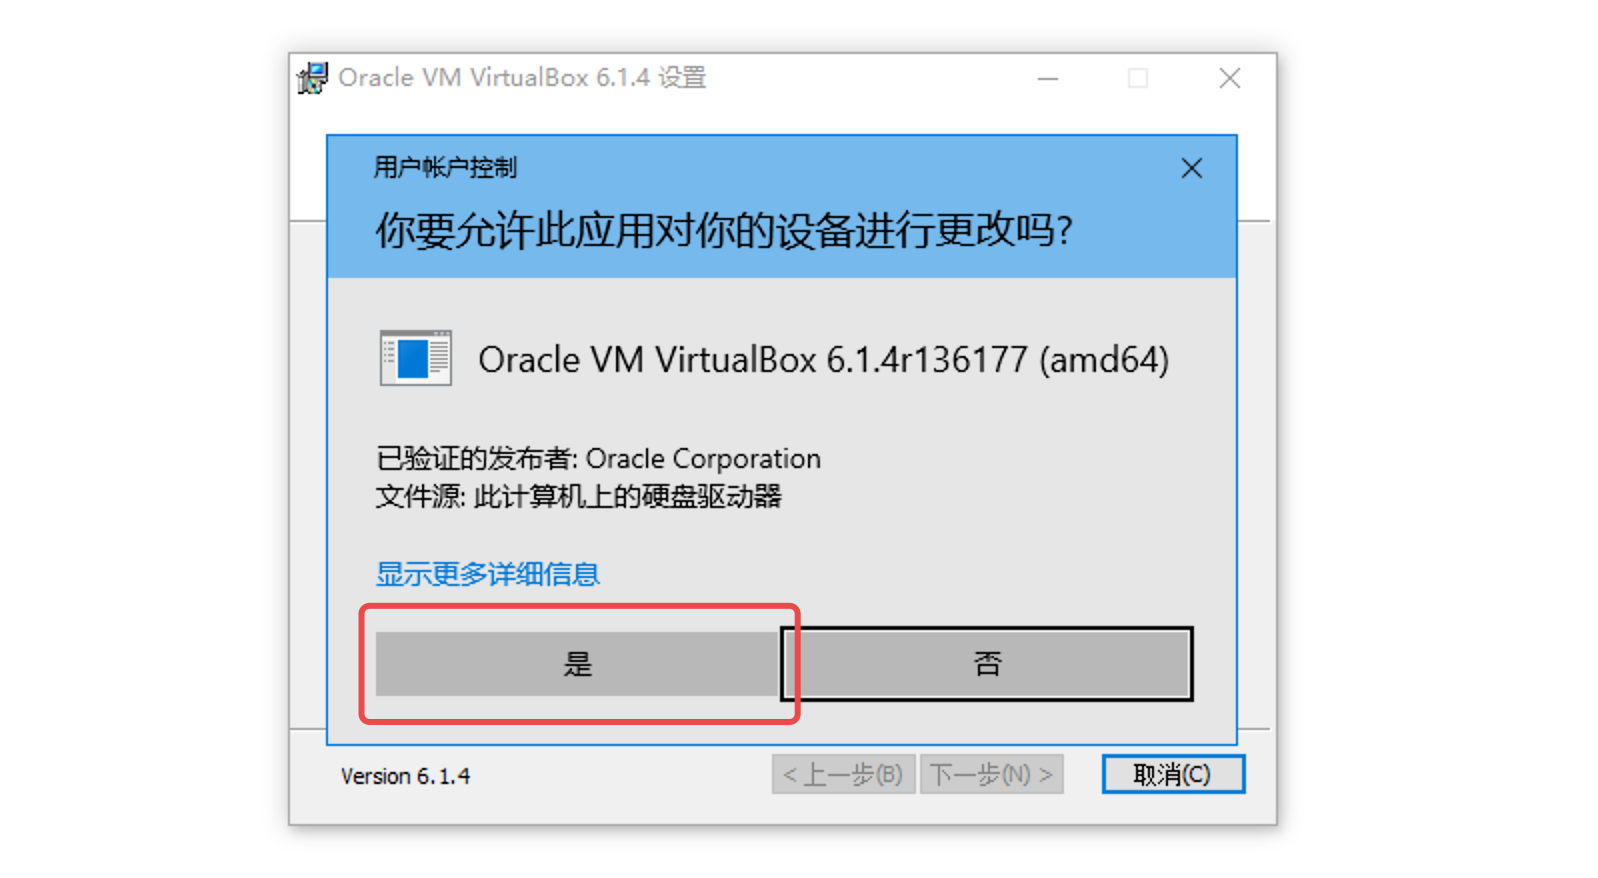 Oracle VM VirtualBox 6.1.4 设置
用户帐户控制
你要允许此应用对你的设备进行更改吗?
Oracle VM VirtualBox 6.1.4r136177 (amd64)
已验证的发布者: Oracle Corporation
文件源: 此计算机上的硬盘驱动器
显示更多详细信息
是
否
Version 6.1.4
< 上一步(B)
下一步(N) >
取消(C)